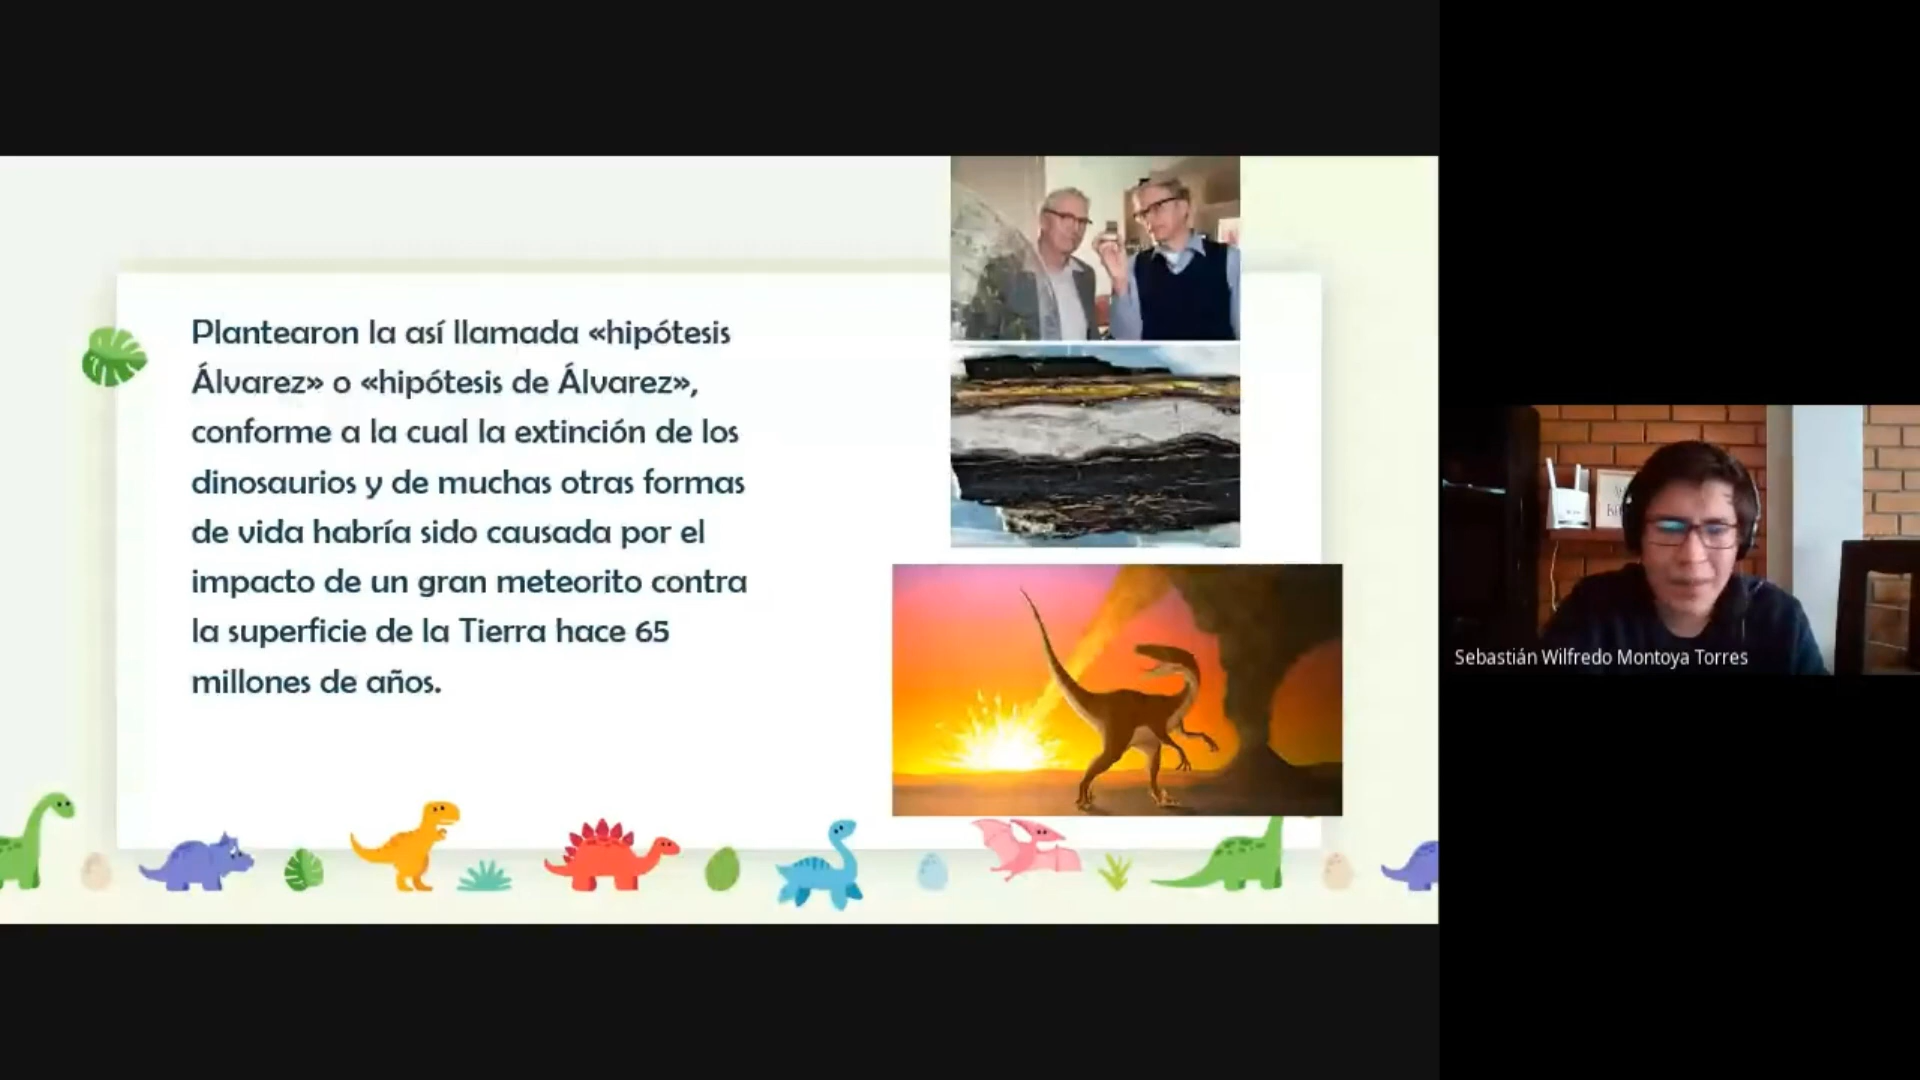 Plantearon la así llamada «hipótesis
Álvarez» o «hipótesis de Álvarez»,
conforme a la cual la extinción de los
dinosaurios y de muchas otras formas
de vida habría sido causada por el
impacto de un gran meteorito contra
la superficie de la Tierra hace 65
millones de años.
Sebastián Wilfredo Montoya Torres